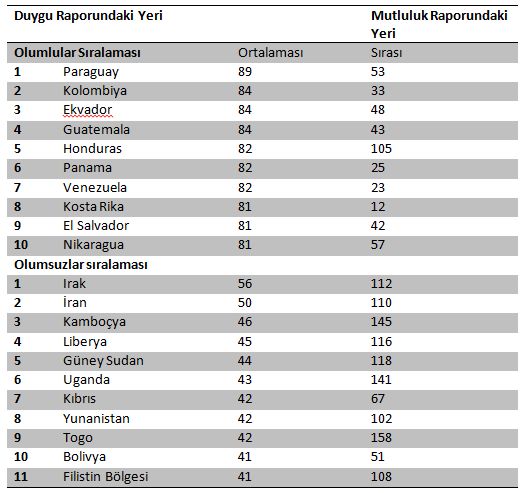 Duygu Raporundaki Yeri Mutluluk Raporundaki Yeri
Olumlular Sıralaması Ortalaması Sırası
1 Paraguay 89 53
2 Kolombiya 84 33
3 Ekvador 84 48
4 Guatemala 84 43
5 Honduras 82 105
6 Panama 82 25
7 Venezuela 82 23
8 Kosta Rika 81 12
9 El Salvador 81 42
10 Nikaragua 81 57
Olumsuzlar sıralaması
1 Irak 56 112
2 İran 50 110
3 Kamboçya 46 145
4 Liberya 45 116
5 Güney Sudan 44 118
6 Uganda 43 141
7 Kıbrıs 42 67
8 Yunanistan 42 102
9 Togo 42 158
10 Bolivya 41 51
11 Filistin Bölgesi 41 108